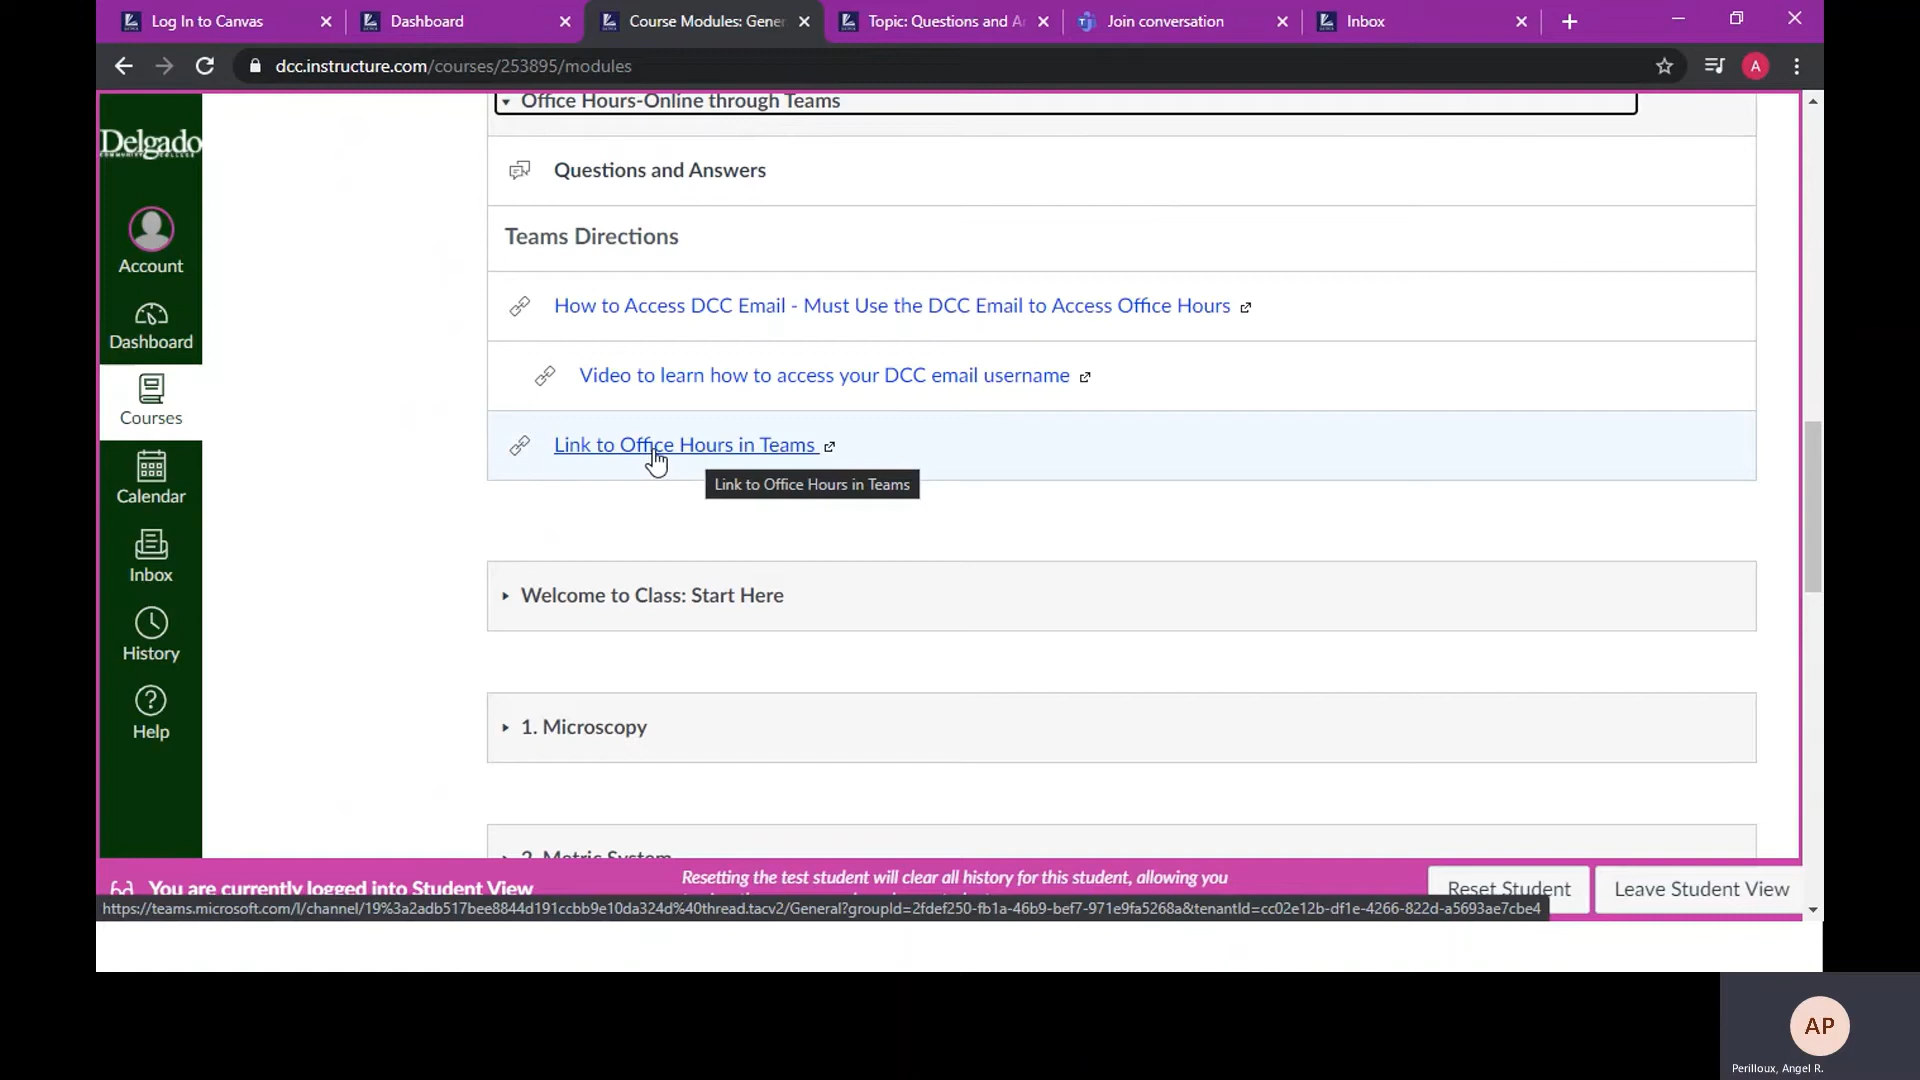 Log In to Canvas
Dashboard
Course Modules: Gene
Topic: Questions and A
Join conversation
Inbox
dcc.instructure.com/courses/253895/modules
A
Delgado
COMMUNITY COLLEGE
Account
Dashboard
Courses
Calendar
Inbox
History
Help
Office Hours-Online through Teams
Questions and Answers
Teams Directions
How to Access DCC Email - Must Use the DCC Email to Access Office Hours
Video to learn how to access your DCC email username
Link to Office Hours in Teams
Link to Office Hours in Teams
Welcome to Class: Start Here
1. Microscopy
2. Metric System
You are currently logged into Student View
Resetting the test student will clear all history for this student, allowing you
Reset Student
Leave Student View
https://teams.microsoft.com/l/channel/19%3a2adb517bee8844d191ccbb9e10da324d%40thread.tacv2/General?groupId=2fdef250-fb1a-46b9-bef7-971e9fa5268a&tenantId=cc02e12b-df1e-4266-822d-a5693ae7cbe4
AP
Perilloux, Angel R.